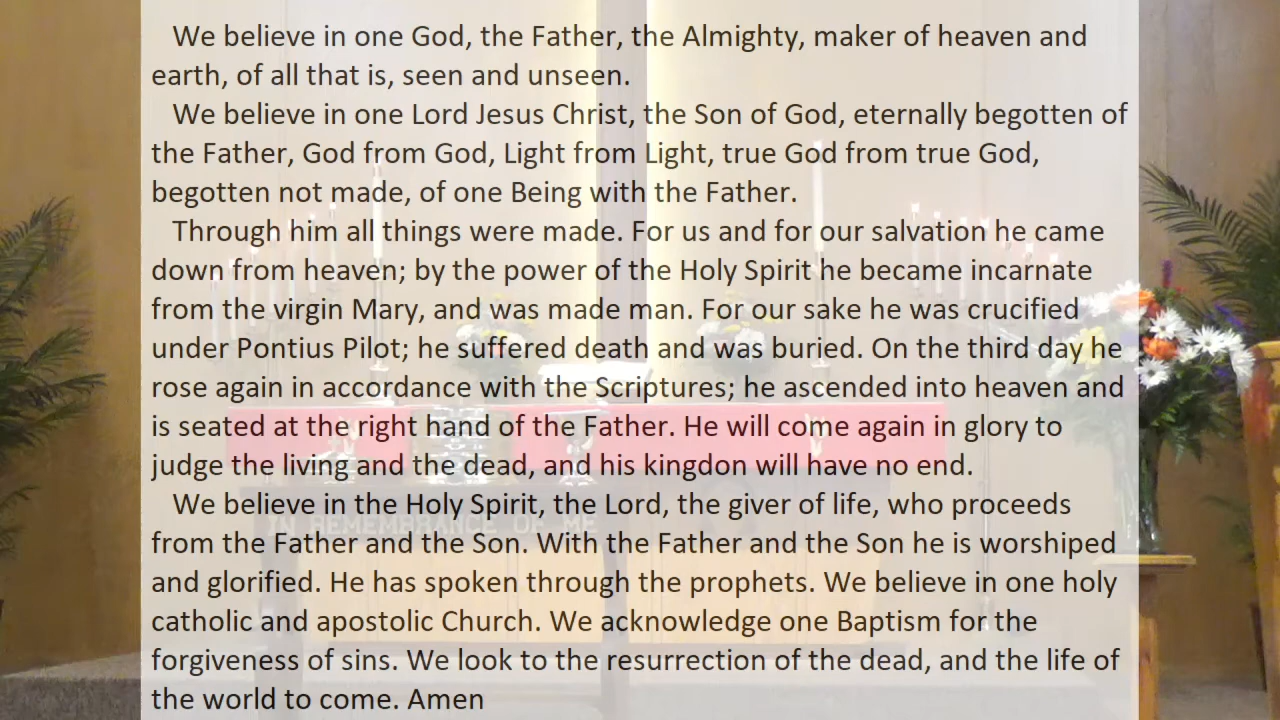 We believe in one God, the Father, the Almighty, maker of heaven and
earth, of all that is, seen and unseen.
We believe in one Lord Jesus Christ, the Son of God, eternally begotten of
the Father, God from God, Light from Light, true God from true God,
begotten not made, of one Being with the Father.
Through him all things were made. For us and for our salvation he came
down from heaven; by the power of the Holy Spirit he became incarnate
from the virgin Mary, and was made man. For our sake he was crucified
under Pontius Pilot; he suffered death and was buried. On the third day he
rose again in accordance with the Scriptures; he ascended into heaven and
is seated at the right hand of the Father. He will come again in glory to
judge the living and the dead, and his kingdon will have no end.
We believe in the Holy Spirit, the Lord, the giver of life, who proceeds
IN REMEMBRANCE OF ME
from the Father and the Son. With the Father and the Son he is worshiped
and glorified. He has spoken through the prophets. We believe in one holy
catholic and apostolic Church. We acknowledge one Baptism for the
forgiveness of sins. We look to the resurrection of the dead, and the life of
the world to come. Amen